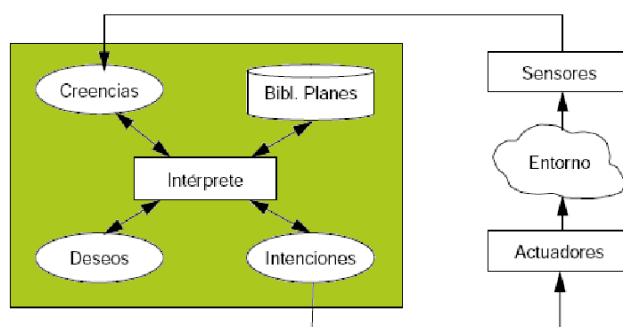 Creencias
Bibl. Planes
Sensores
Intérprete
Entorno
Deseos
Intenciones
Actuadores